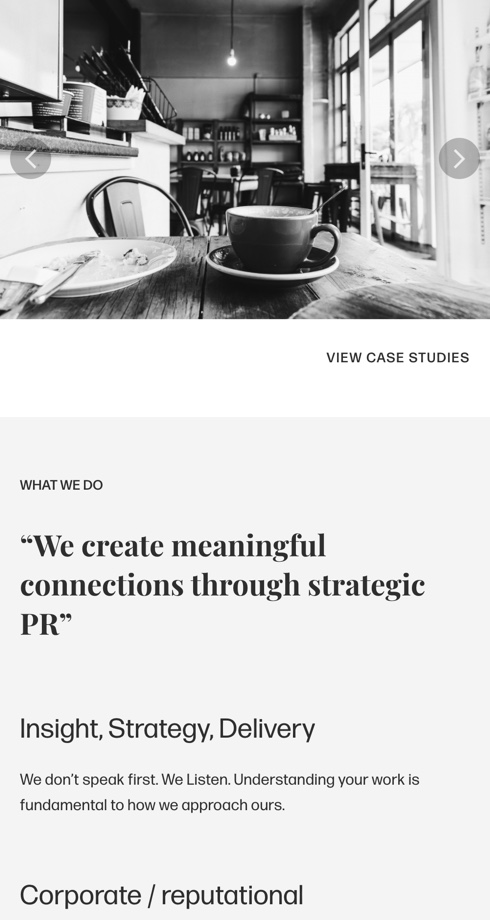 VIEW CASE STUDIES
WHAT WE DO
“We create meaningful
connections through strategic
PR”
Insight, Strategy, Delivery
We don’t speak first. We Listen. Understanding your work is
fundamental to how we approach ours.
Corporate / reputational